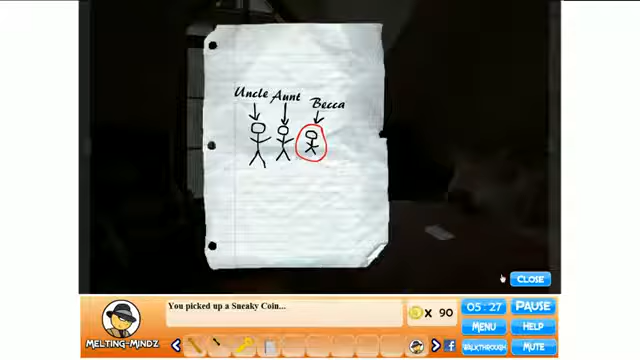 Uncle Aunt
Becca
CLOSE
You picked up a Sneaky Coin...
X 90
05:27
PAUSE
MENU
HELP
MELTING-MINDZ
WALKTHROUGH
MUTE